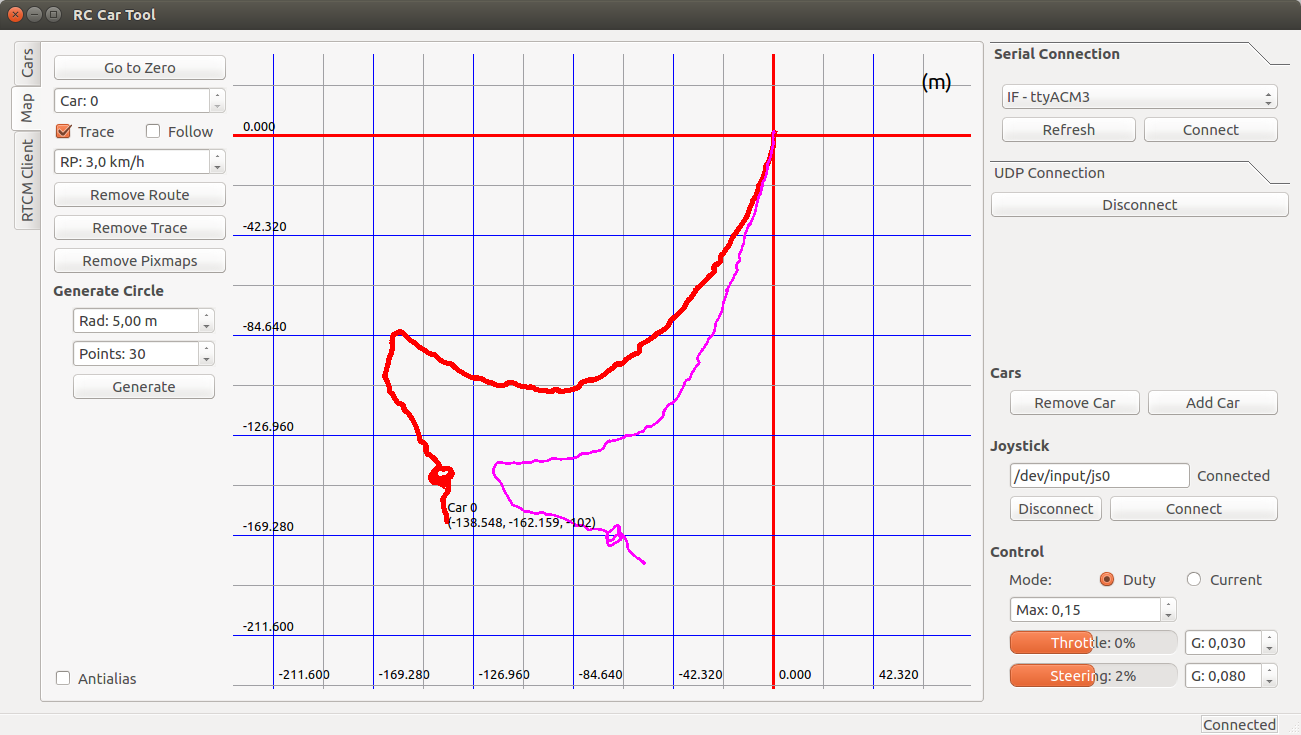 RC Car Tool
Cars
Map
RTCM Client
Go to Zero
Car: 0
Trace
Follow
RP: 3,0 km/h
Remove Route
Remove Trace
Remove Pixmaps
Generate Circle
Rad: 5,00 m
Points: 30
Generate
Antialias
(m)
0.000
-42.320
-84.640
-126.960
-169.280
-211.600
Car 0
(-138.548, -162.159, -102)
-211.600
-169.280
-126.960
-84.640
-42.320
0.000
42.320
Serial Connection
IF - ttyACM3
Refresh
Connect
UDP Connection
Disconnect
Cars
Remove Car
Add Car
Joystick
/dev/input/js0
Connected
Disconnect
Connect
Control
Mode:
Duty
Current
Max: 0,15
Throttle: 0%
G: 0,030
Steering: 2%
G: 0,080
Connected